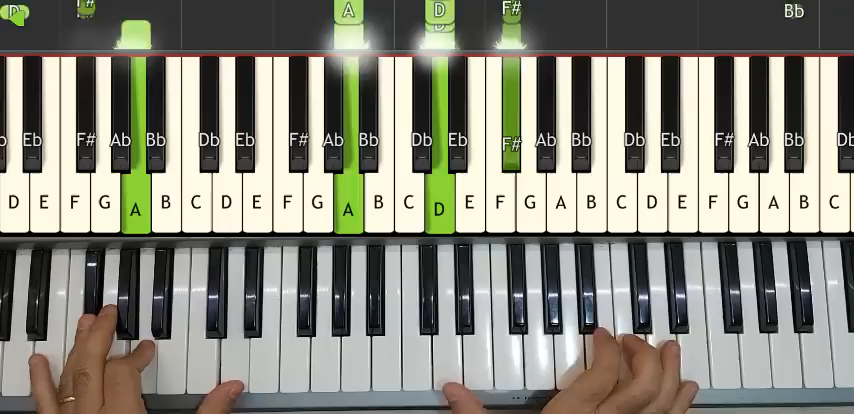 D F# A D F# Bb
D
b Eb F# Ab Bb Db Eb F# Ab Bb Db Eb F# Ab Bb Db Eb F# Ab Bb Db
D E F G A B C D E F G A B C D E F G A B C D E F G A B C